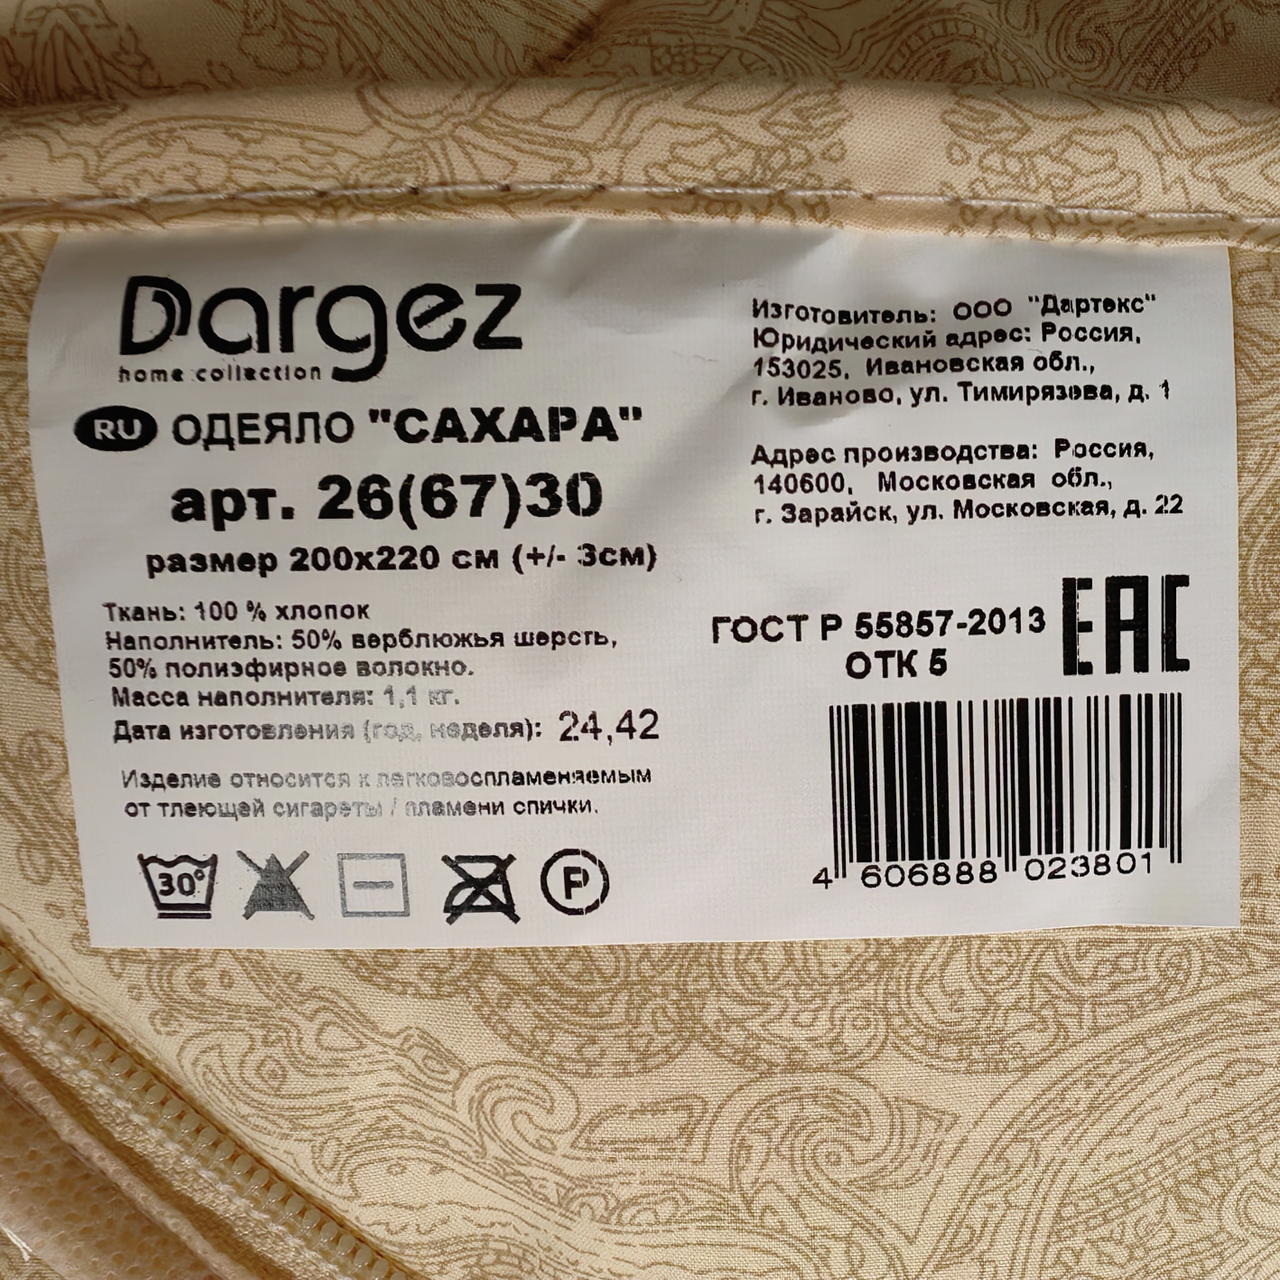 Dargez
home collection
RU ОДЕЯЛО "САХАРА"
арт. 26(67)30
размер 200х220 см (+/- 3см)
Ткань: 100 % хлопок
Наполнитель: 50% верблюжья шерсть,
50% полиэфирное волокно.
Масса наполнителя: 1,1 кг.
Дата изготовления (год, неделя): 24,42
Изделие относится к легковоспламеняемым
от тлеющей сигареты / пламени спички.
30°
P
Изготовитель: ООО "Дартекс"
Юридический адрес: Россия,
153025, Ивановская обл.,
г. Иваново, ул. Тимирязева, д. 1
Адрес производства: Россия,
140600, Московская обл.,
г. Зарайск, ул. Московская, д. 22
ГОСТ Р 55857-2013
ОТК 5
EAC
4 606888 023801